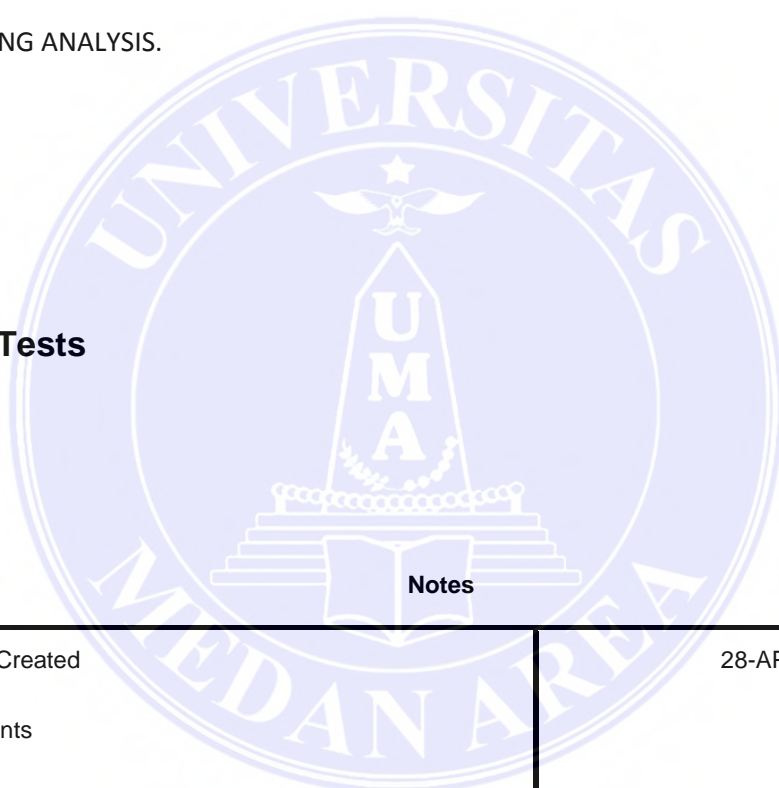 NG ANALYSIS.
UNIVERSITAS
Tests
U
M
A
Notes
Created
28-AP
nts
MEDAN AREA